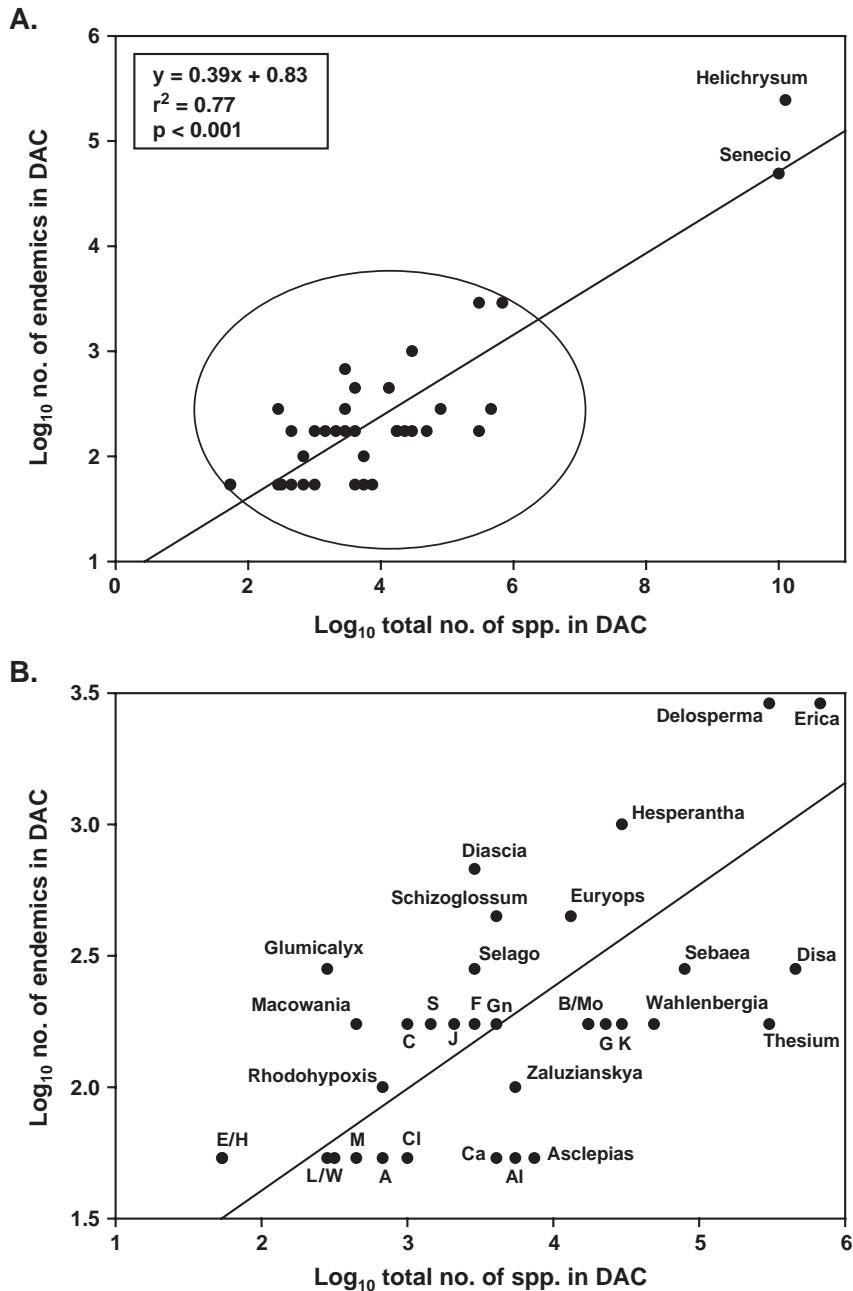 A.
y = 0.39x + 0.83
r² = 0.77
p < 0.001
Helichrysum
Senecio
6
5
4
3
2
1
0 2 4 6 8 10
Log₁₀ no. of endemics in DAC
Log₁₀ total no. of spp. in DAC
B.
3.5
3.0
2.5
2.0
1.5
Log₁₀ no. of endemics in DAC
Delosperma
Erica
Hesperantha
Diascia
Schizoglossum
Euryops
Glumicalyx
Selago
Sebaea
Disa
Macowania
S
F
Gn
B/Mo
Wahlenbergia
C
J
G K
Thesium
Rhodohypoxis
Zaluzianskya
E/H
M
Cl
Ca
Asclepias
L/W
A
Al
1 2 3 4 5 6
Log₁₀ total no. of spp. in DAC